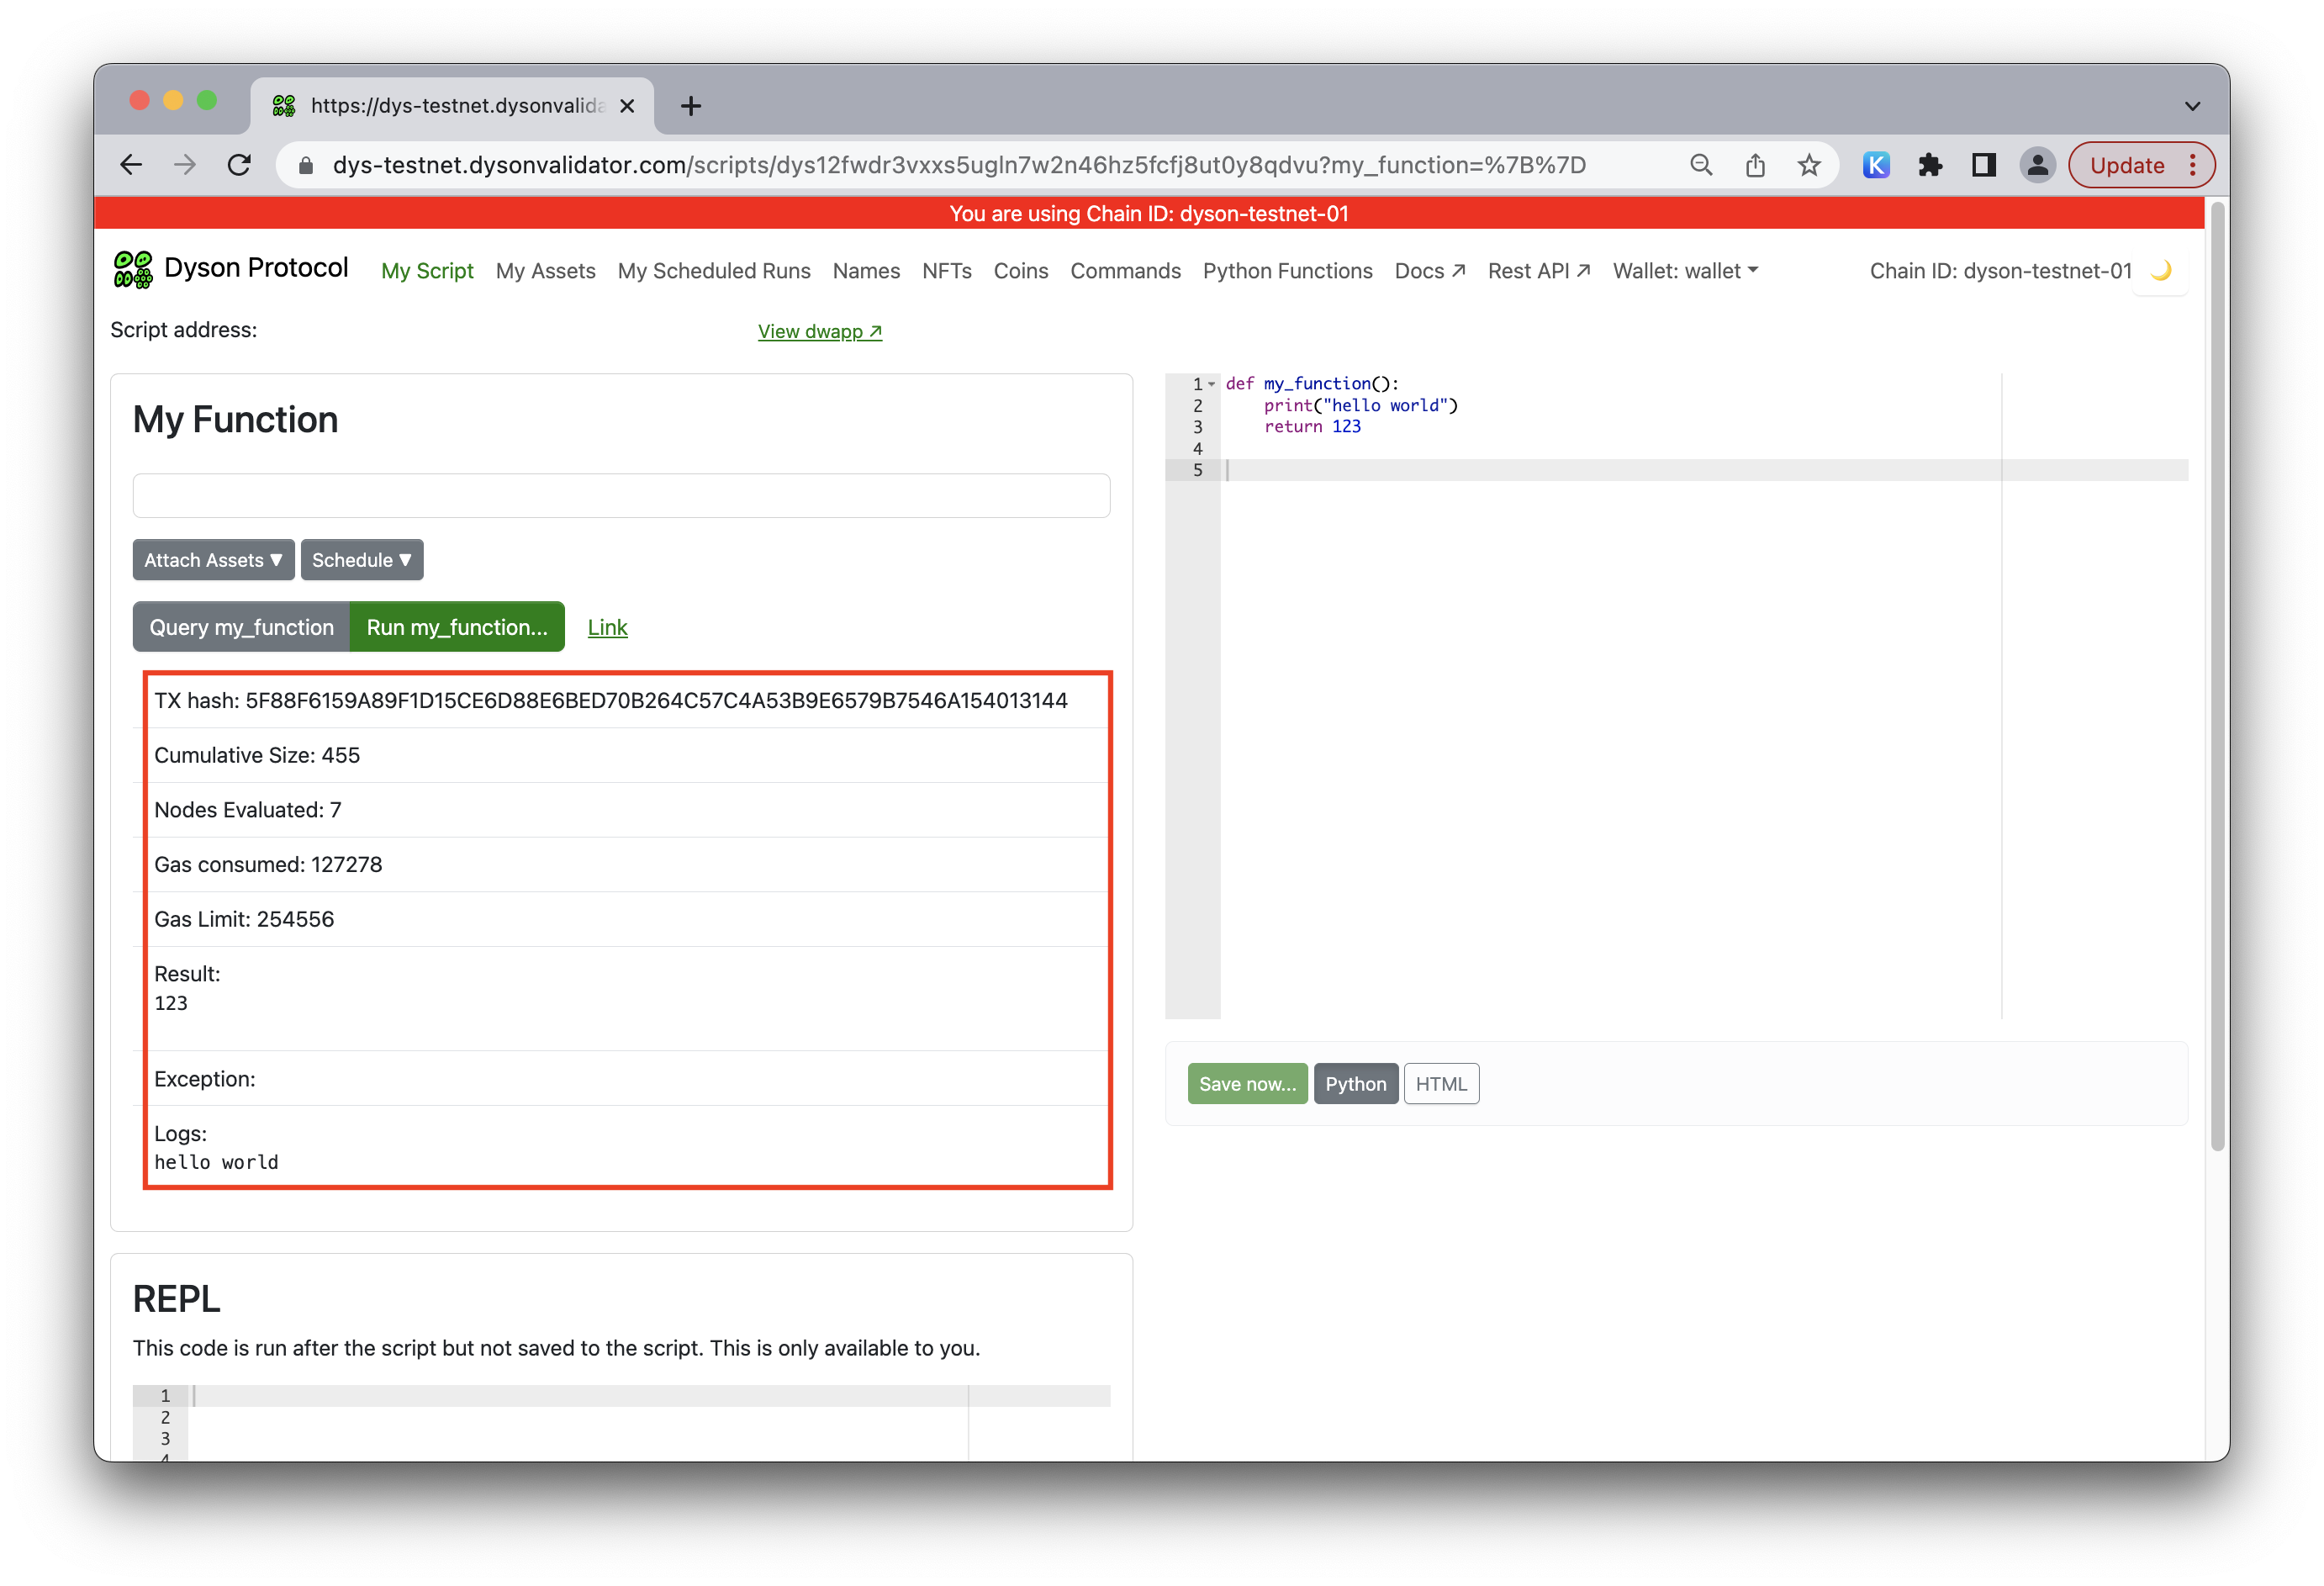 https://dys-testnet.dysonvalida
dys-testnet.dysonvalidator.com/scripts/dys12fwdr3vxxs5ugln7w2n46hz5fcfj8ut0y8qdvu?my_function=%7B%7D
K
Update
You are using Chain ID: dyson-testnet-01
Dyson Protocol
My Script
My Assets
My Scheduled Runs
Names
NFTs
Coins
Commands
Python Functions
Docs ↗
Rest API ↗
Wallet: wallet
Chain ID: dyson-testnet-01
Script address:
View dwapp ↗
My Function
Attach Assets ▼
Schedule ▼
Query my_function
Run my_function...
Link
TX hash: 5F88F6159A89F1D15CE6D88E6BED70B264C57C4A53B9E6579B7546A154013144
Cumulative Size: 455
Nodes Evaluated: 7
Gas consumed: 127278
Gas Limit: 254556
Result:
123
Exception:
Logs:
hello world
REPL
This code is run after the script but not saved to the script. This is only available to you.
1
2
3
4
1 def my_function():
2 print("hello world")
3 return 123
4
5
Save now...
Python
HTML